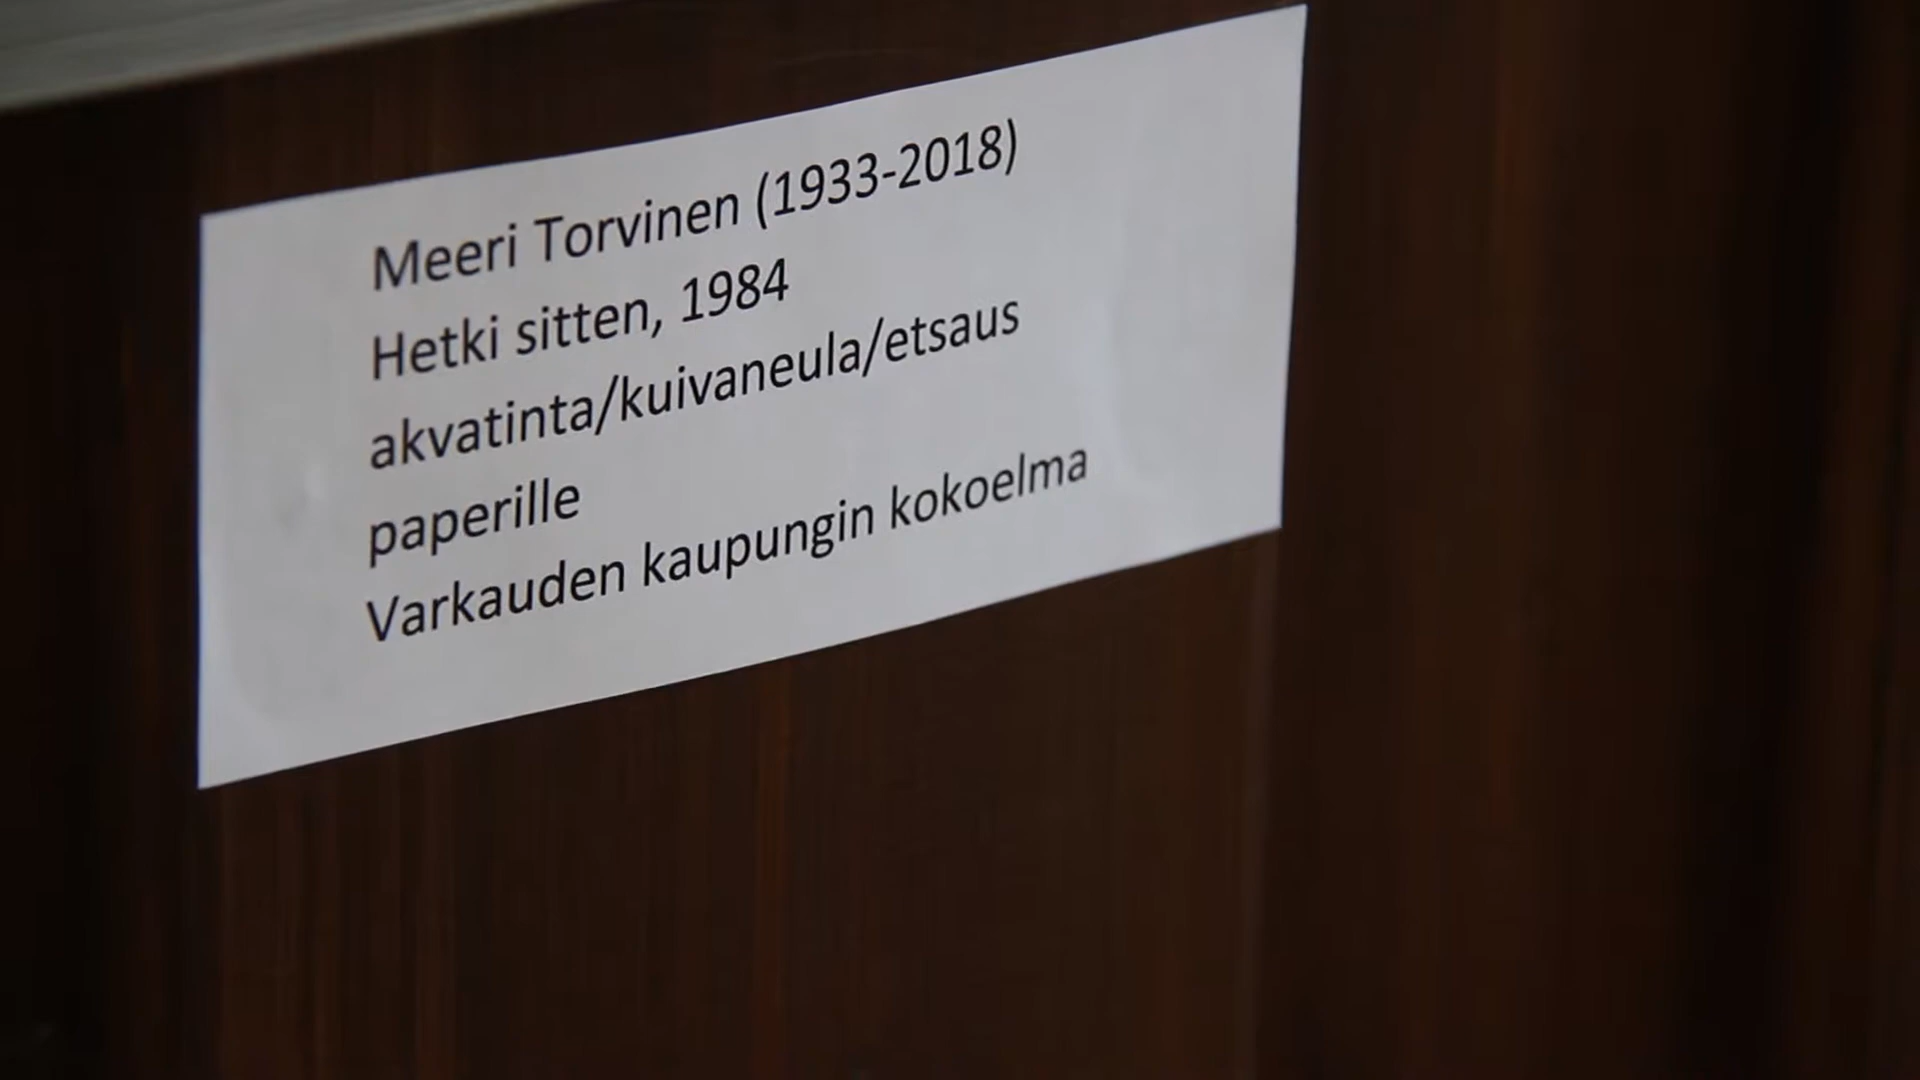 Meeri Torvinen (1933-2018)
Hetki sitten, 1984
akvatinta/kuivaneula/etsaus
paperille
Varkauden kaupungin kokoelma